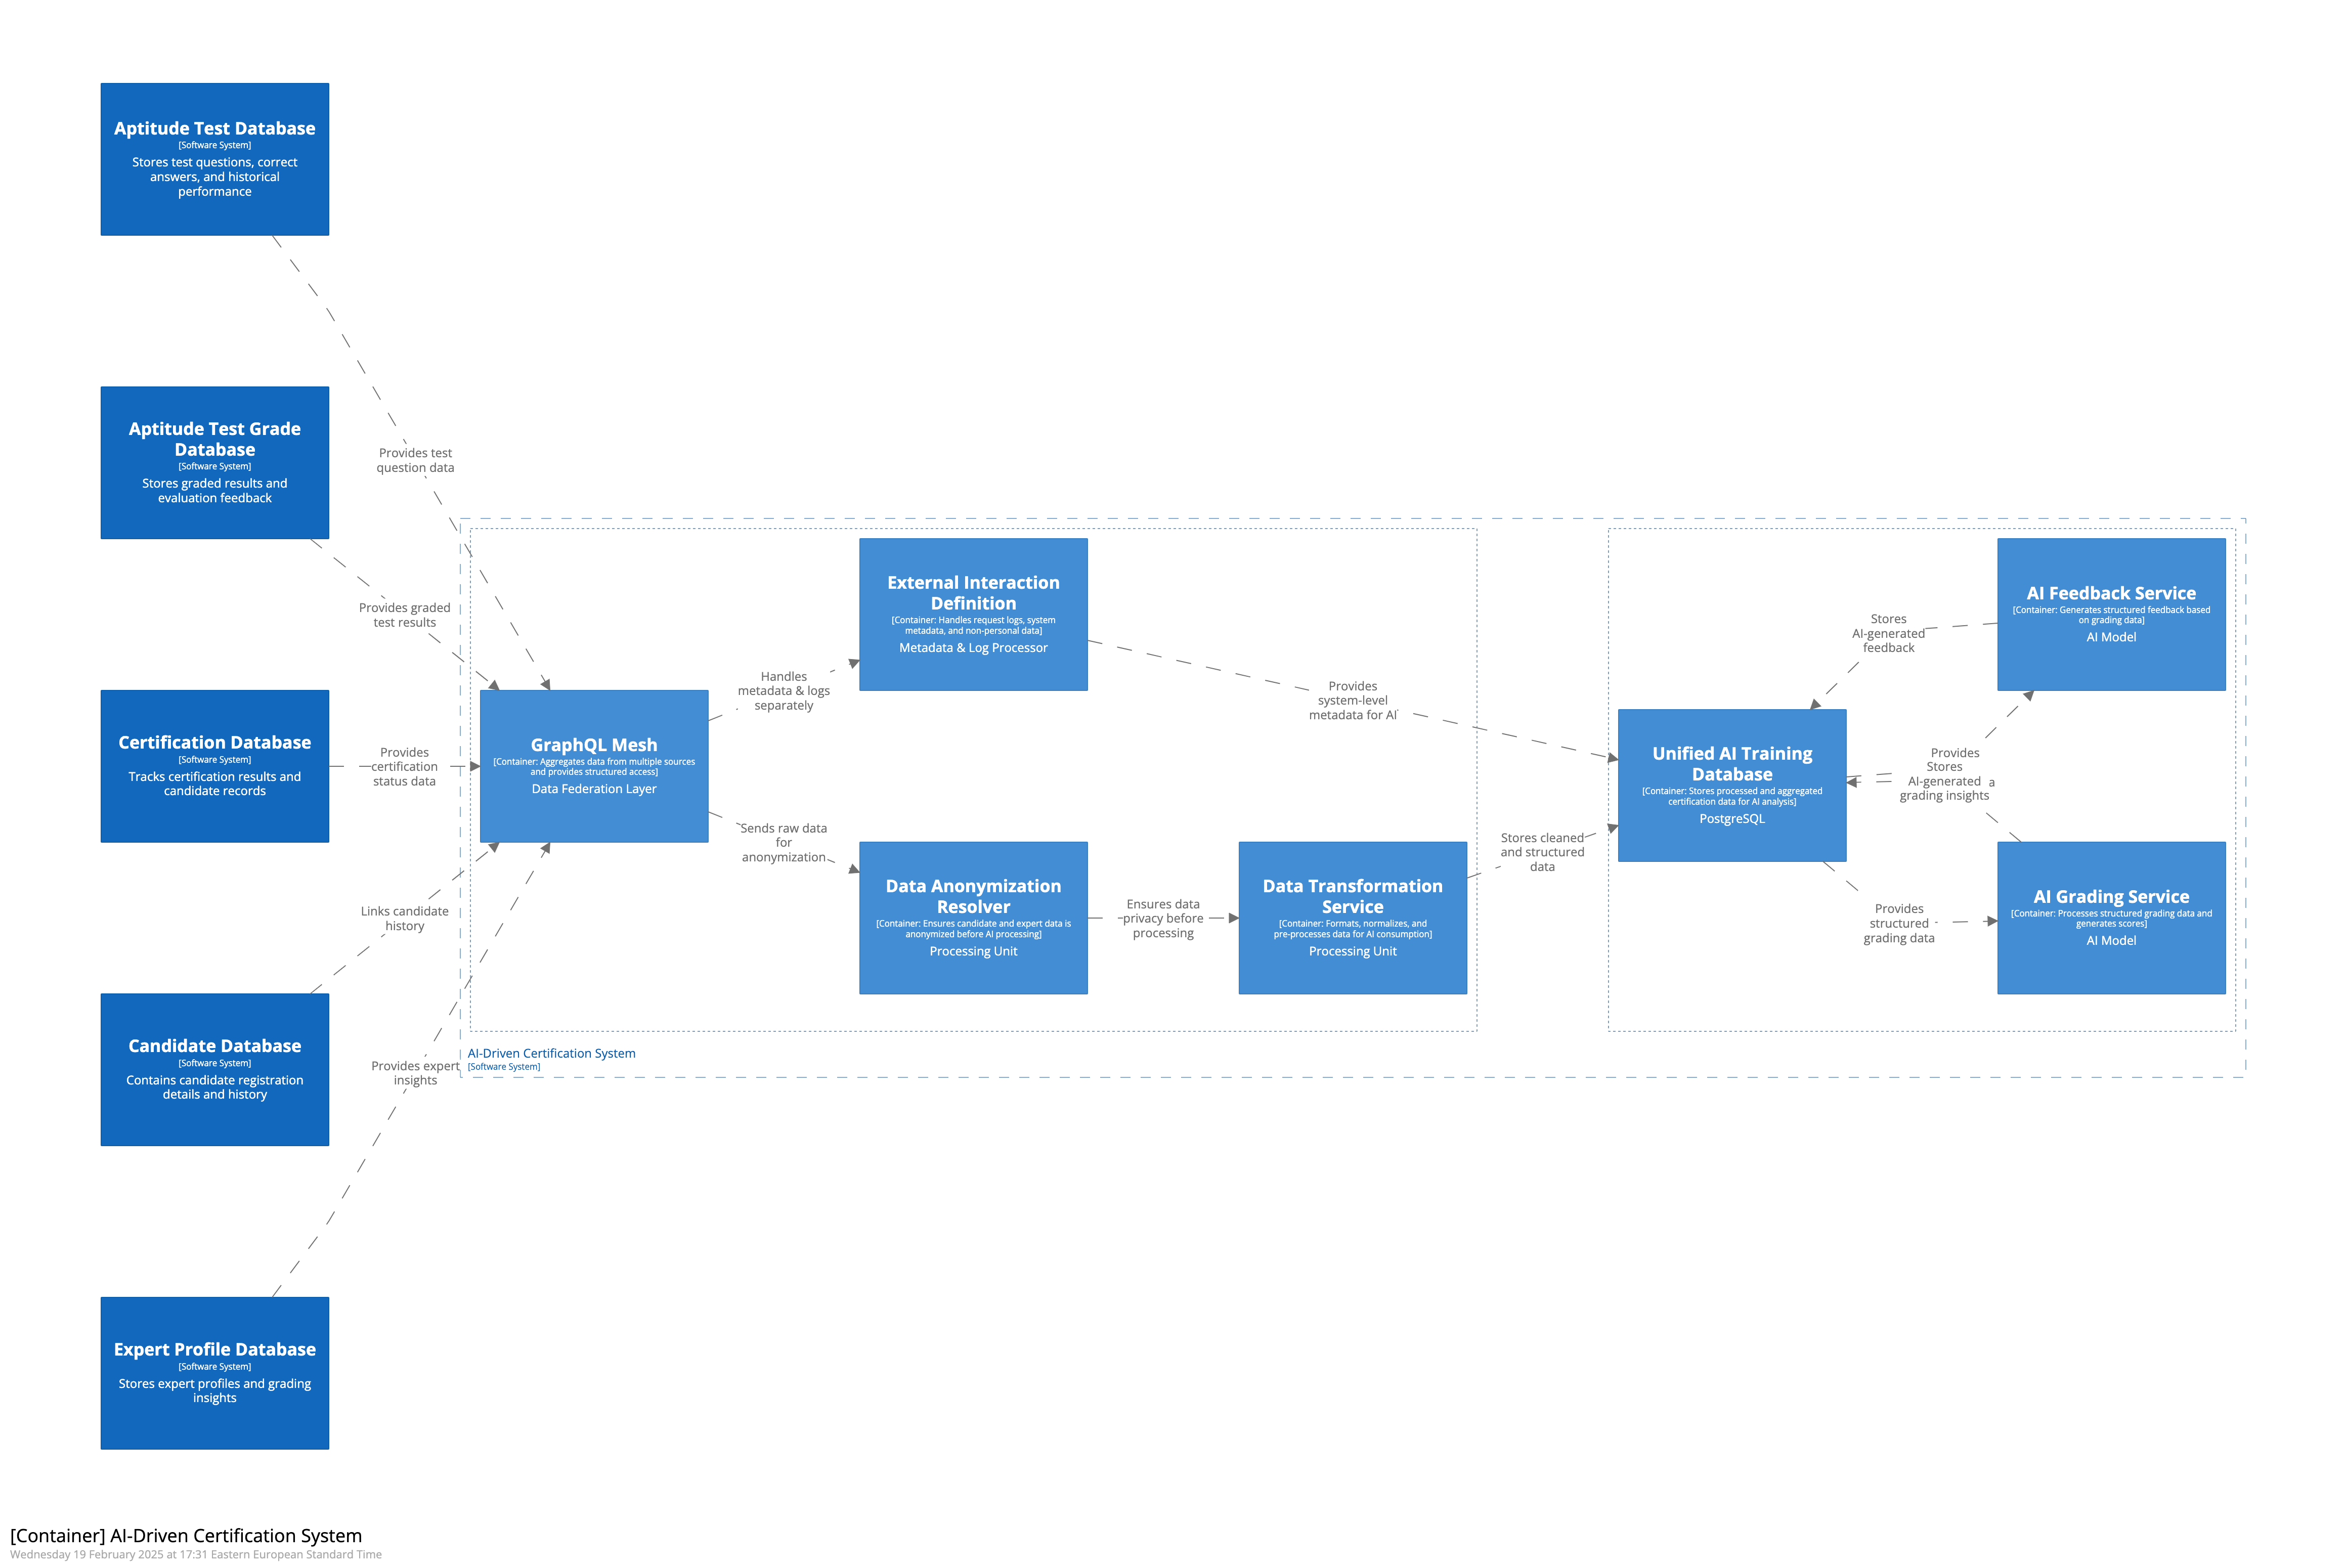 Aptitude Test Database
[Software System]
Stores test questions, correct
answers, and historical
performance
Aptitude Test Grade
Database
[Software System]
Stores graded results and
evaluation feedback
Certification Database
[Software System]
Tracks certification results and
candidate records
Candidate Database
[Software System]
Contains candidate registration
details and history
Expert Profile Database
[Software System]
Stores expert profiles and grading
insights
Provides test
question data
Provides graded
test results
Provides
certification
status data
Links candidate
history
Provides expert
insights
GraphQL Mesh
[Container: Aggregates data from multiple sources
and provides structured access]
Data Federation Layer
Handles
metadata & logs
separately
Sends raw data
for
anonymization
External Interaction
Definition
[Container: Handles request logs, system
metadata, and non-personal data]
Metadata & Log Processor
Data Anonymization
Resolver
[Container: Ensures candidate and expert data is
anonymized before AI processing]
Processing Unit
Ensures data
privacy before
processing
Data Transformation
Service
[Container: Formats, normalizes, and
pre-processes data for AI consumption]
Processing Unit
Provides
system-level
metadata for AI
Stores cleaned
and structured
data
Unified AI Training
Database
[Container: Stores processed and aggregated
certification data for AI analysis]
PostgreSQL
Stores
AI-generated
feedback
Provides
Stores
AI-generated
grading insights
Provides
structured
grading data
AI Feedback Service
[Container: Generates structured feedback based
on grading data]
AI Model
AI Grading Service
[Container: Processes structured grading data and
generates scores]
AI Model
AI-Driven Certification System
[Software System]
[Container] AI-Driven Certification System
Wednesday 19 February 2025 at 17:31 Eastern European Standard Time